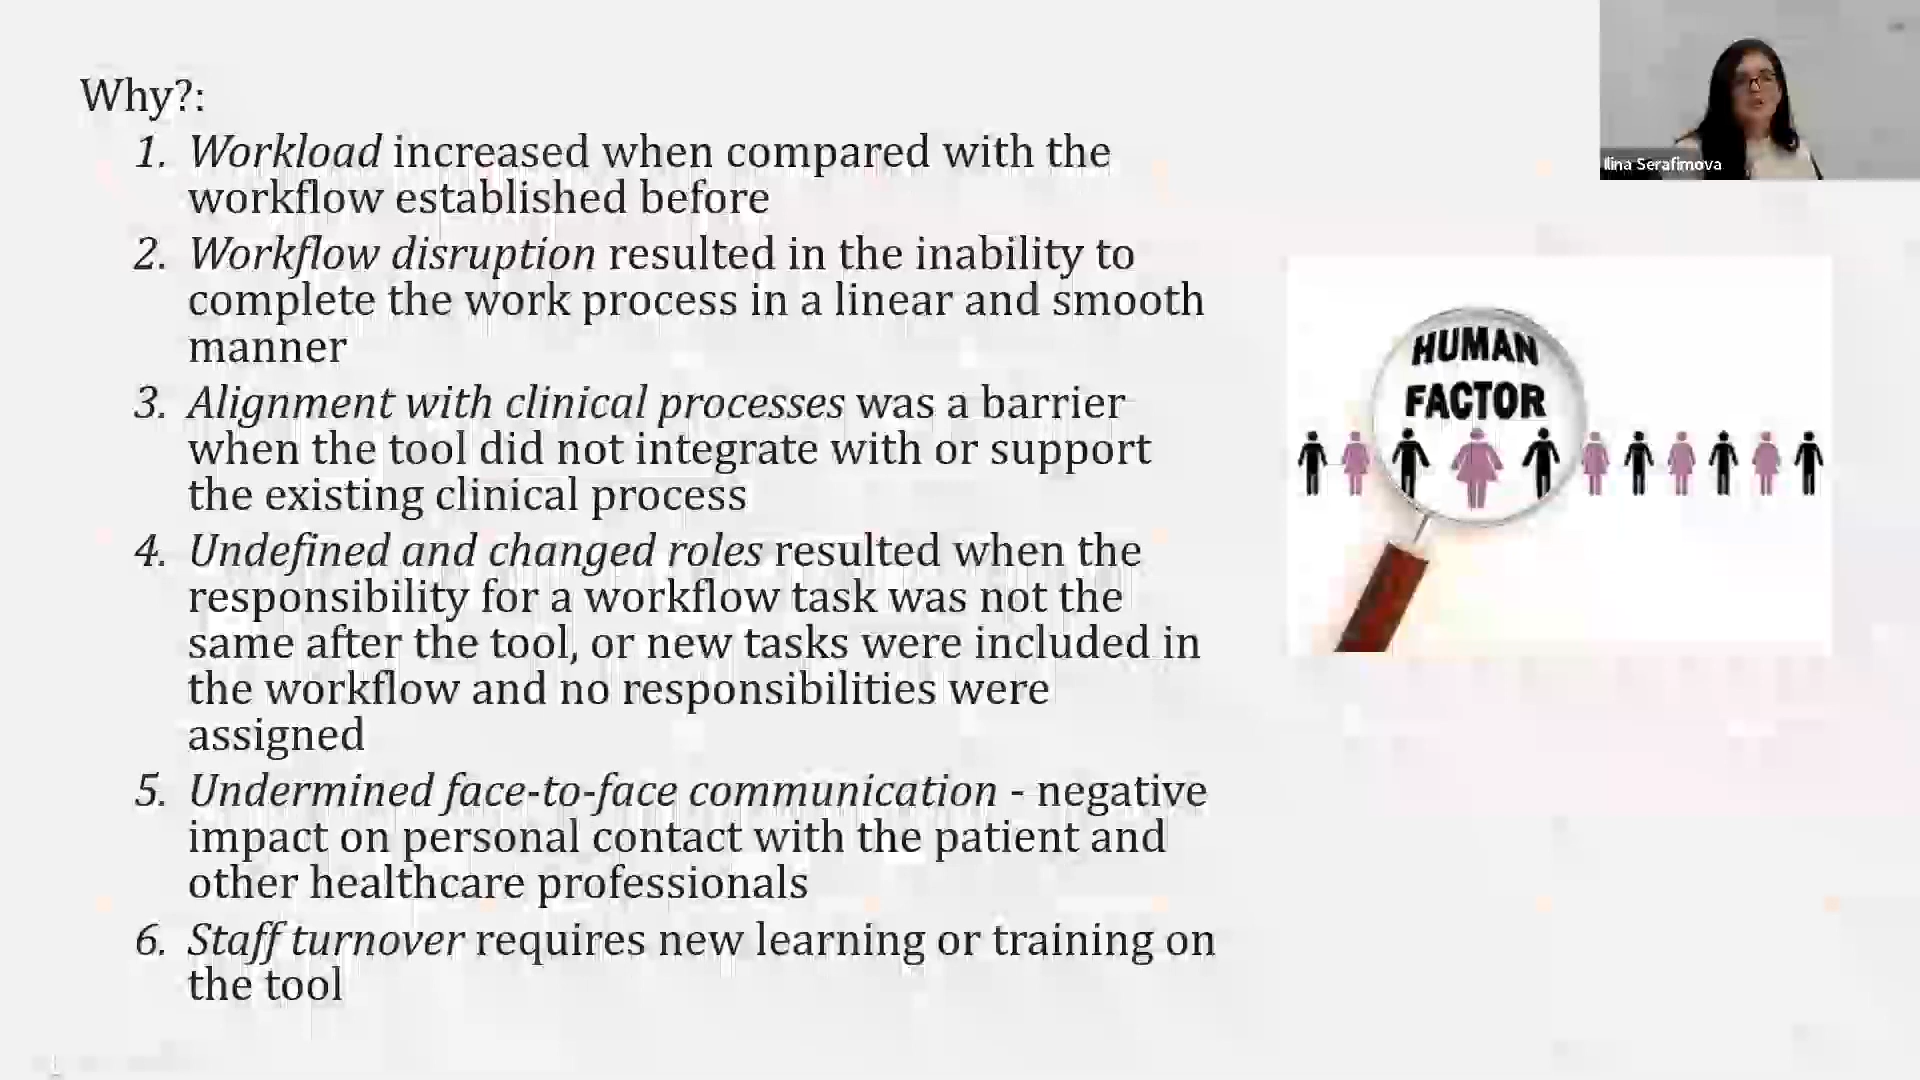 Why?:
1. Workload increased when compared with the
workflow established before
2. Workflow disruption resulted in the inability to
complete the work process in a linear and smooth
manner
3. Alignment with clinical processes was a barrier
when the tool did not integrate with or support
the existing clinical process
4. Undefined and changed roles resulted when the
responsibility for a workflow task was not the
same after the tool, or new tasks were included in
the workflow and no responsibilities were
assigned
5. Undermined face-to-face communication - negative
impact on personal contact with the patient and
other healthcare professionals
6. Staff turnover requires new learning or training on
the tool
HUMAN
FACTOR
Ilina Serafimova